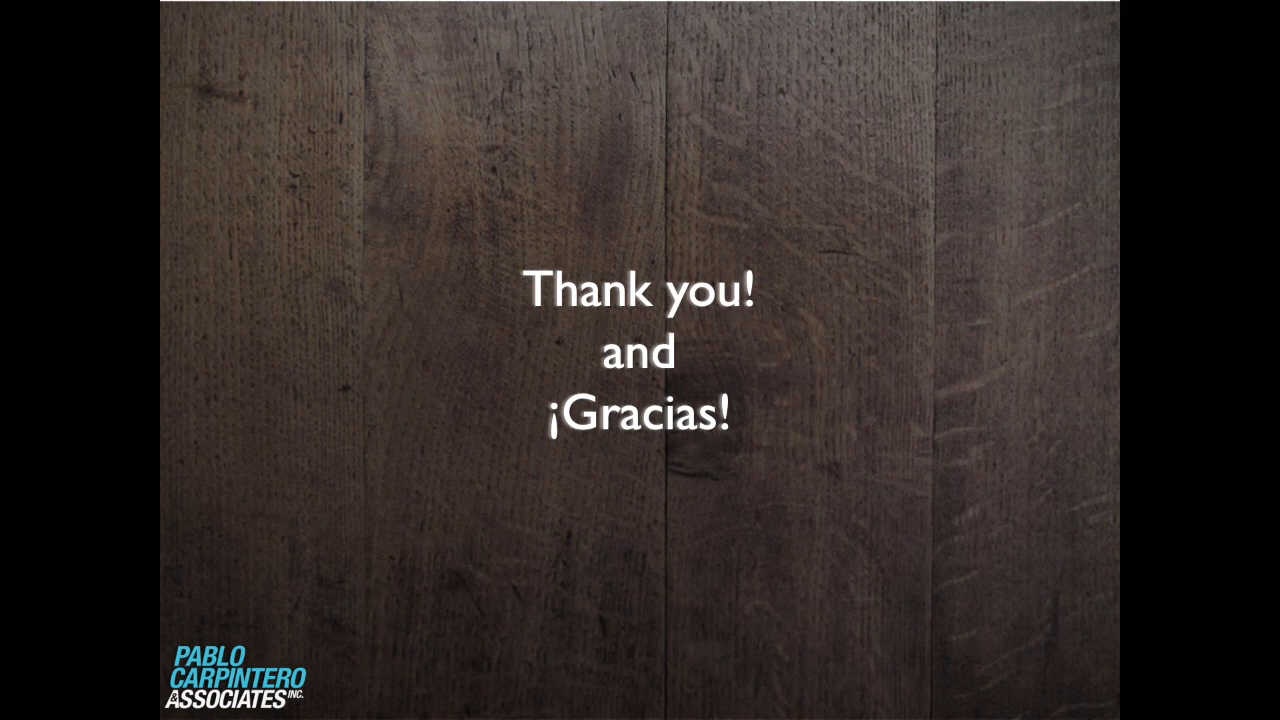 Thank you!
and
¡Gracias!
PABLO
CARPINTERO
&ASSOCIATES INC.